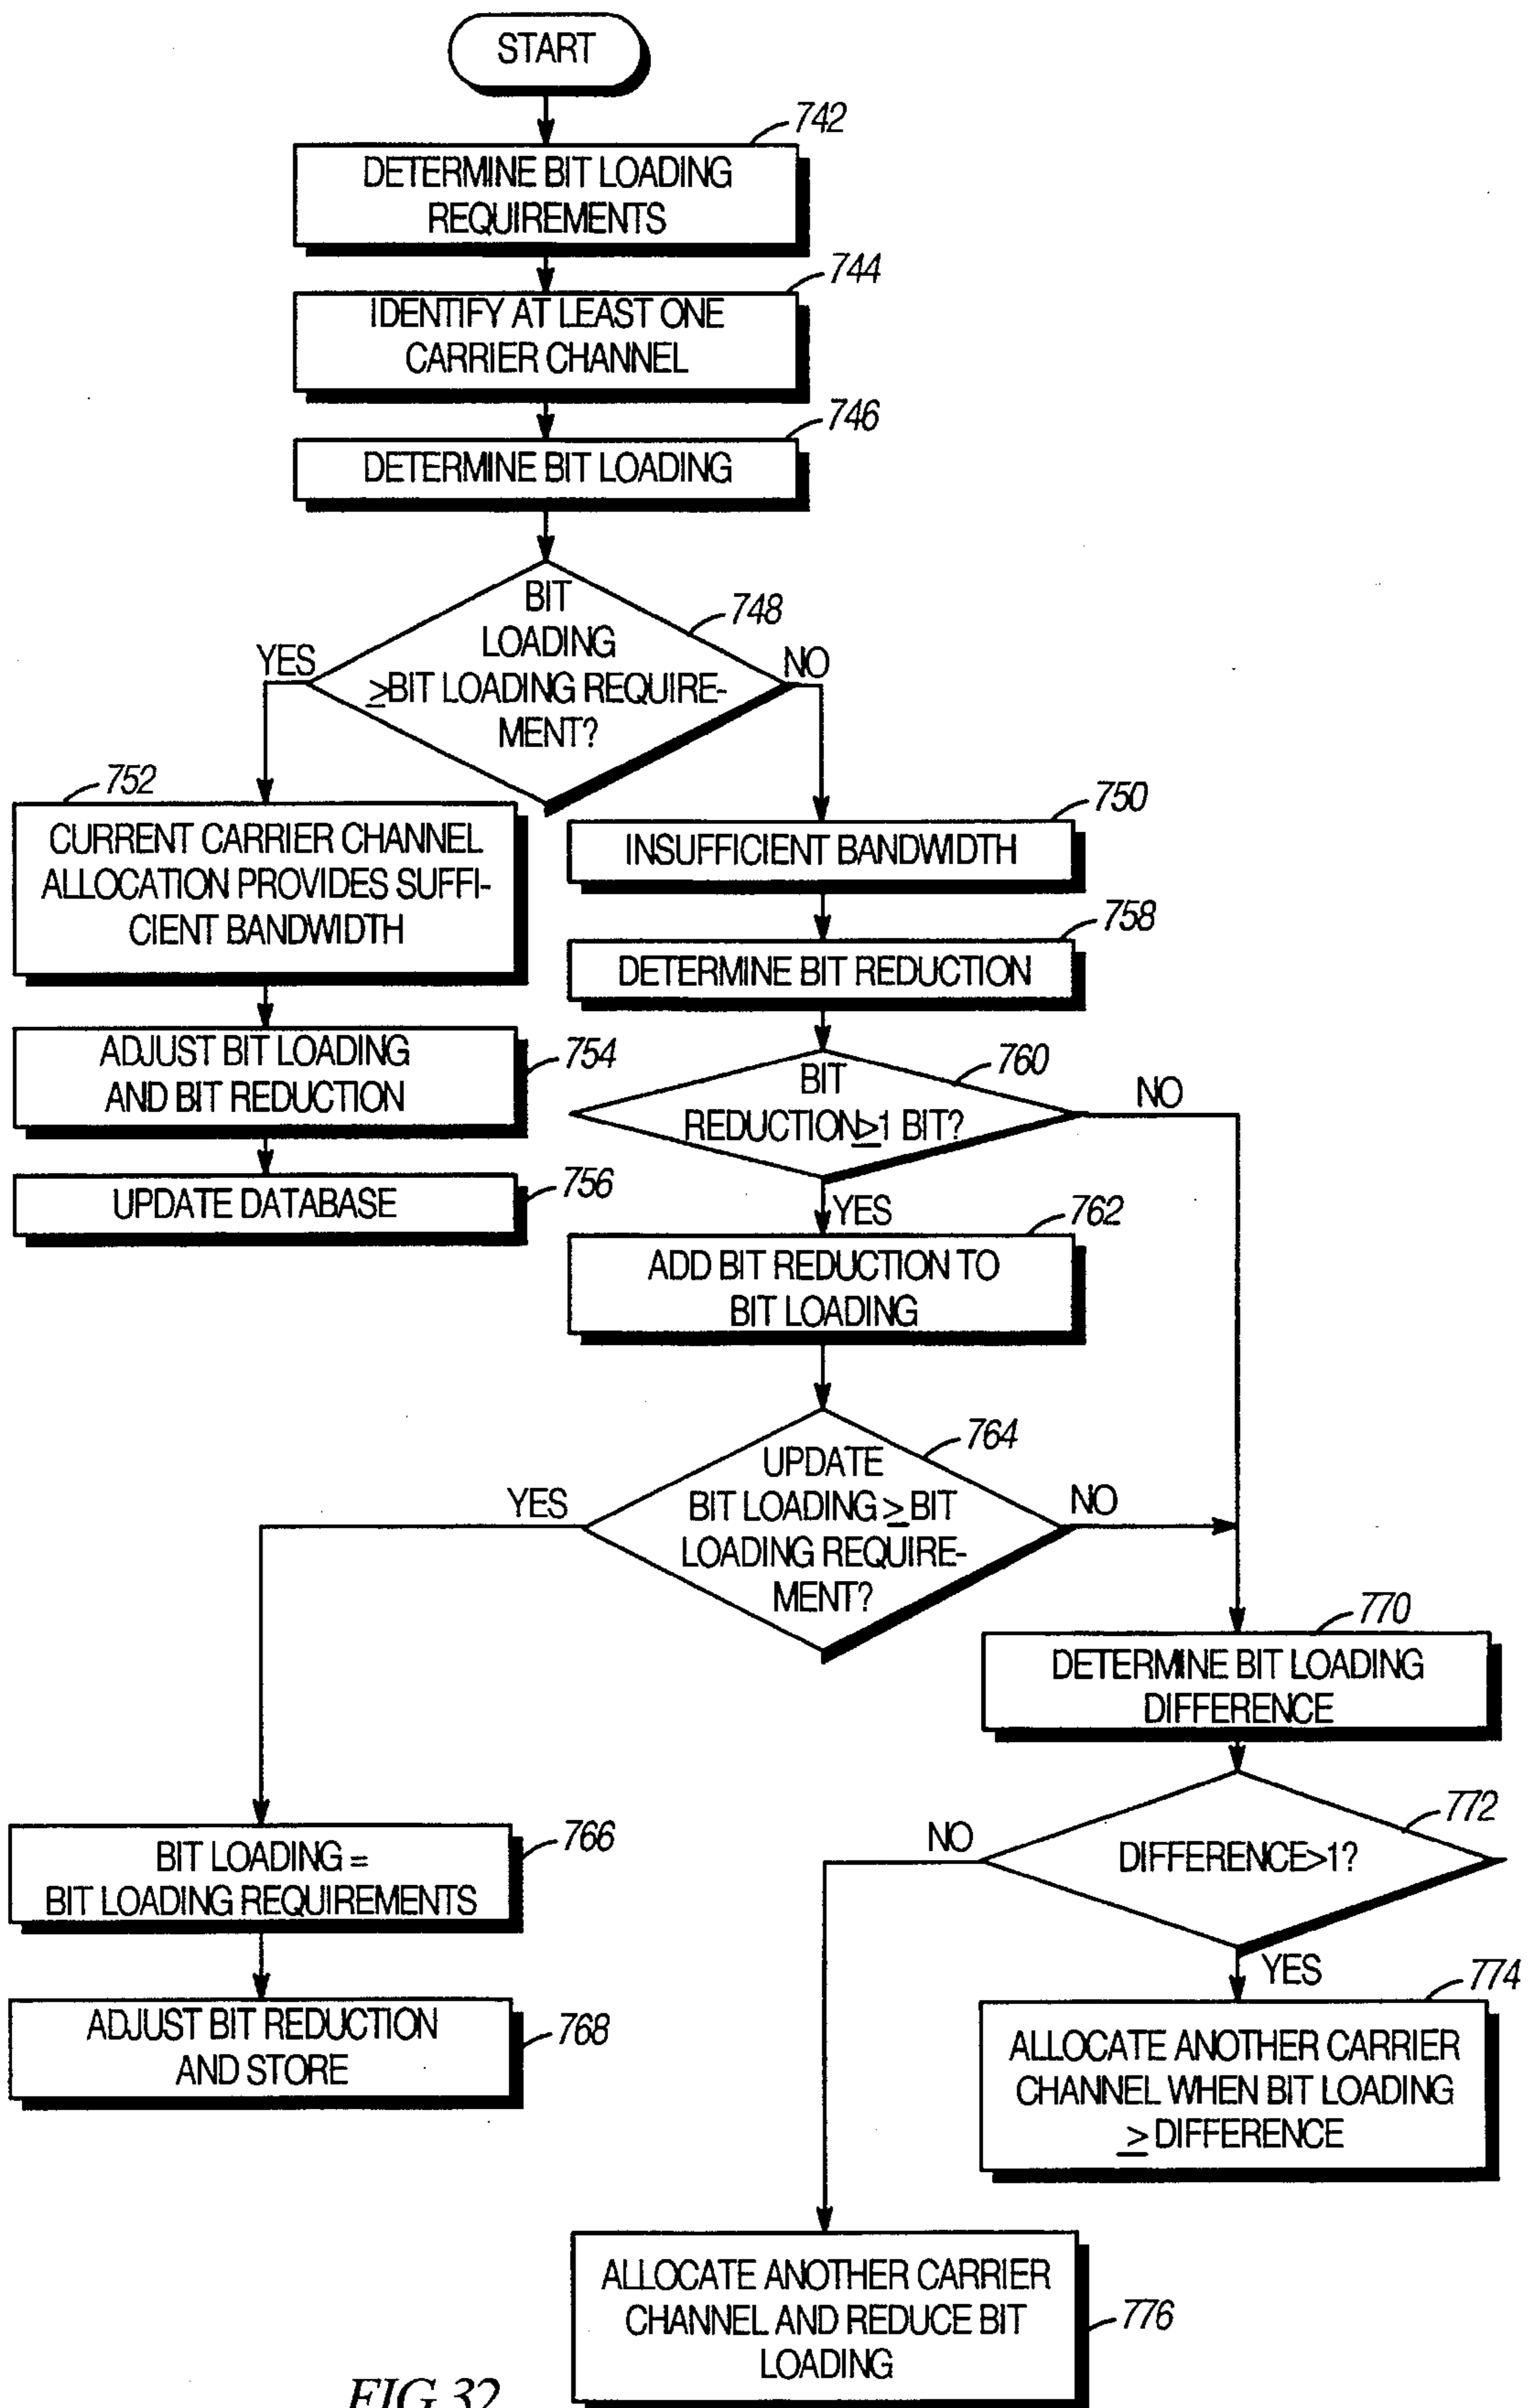 START
742
DETERMINE BIT LOADING
REQUIREMENTS
744
IDENTIFY AT LEAST ONE
CARRIER CHANNEL
746
DETERMINE BIT LOADING
748
BIT
LOADING
≥BIT LOADING REQUIRE-
MENT?
YES
NO
752
CURRENT CARRIER CHANNEL
ALLOCATION PROVIDES SUFFI-
CIENT BANDWIDTH
750
INSUFFICIENT BANDWIDTH
758
DETERMINE BIT REDUCTION
754
ADJUST BIT LOADING
AND BIT REDUCTION
760
BIT
REDUCTION≥1 BIT?
NO
YES
756
UPDATE DATABASE
762
ADD BIT REDUCTION TO
BIT LOADING
764
UPDATE
BIT LOADING ≥ BIT
LOADING REQUIRE-
MENT?
YES
NO
770
DETERMINE BIT LOADING
DIFFERENCE
766
BIT LOADING =
BIT LOADING REQUIREMENTS
772
DIFFERENCE>1?
NO
YES
768
ADJUST BIT REDUCTION
AND STORE
774
ALLOCATE ANOTHER CARRIER
CHANNEL WHEN BIT LOADING
≥ DIFFERENCE
776
ALLOCATE ANOTHER CARRIER
CHANNEL AND REDUCE BIT
LOADING
FIG.32